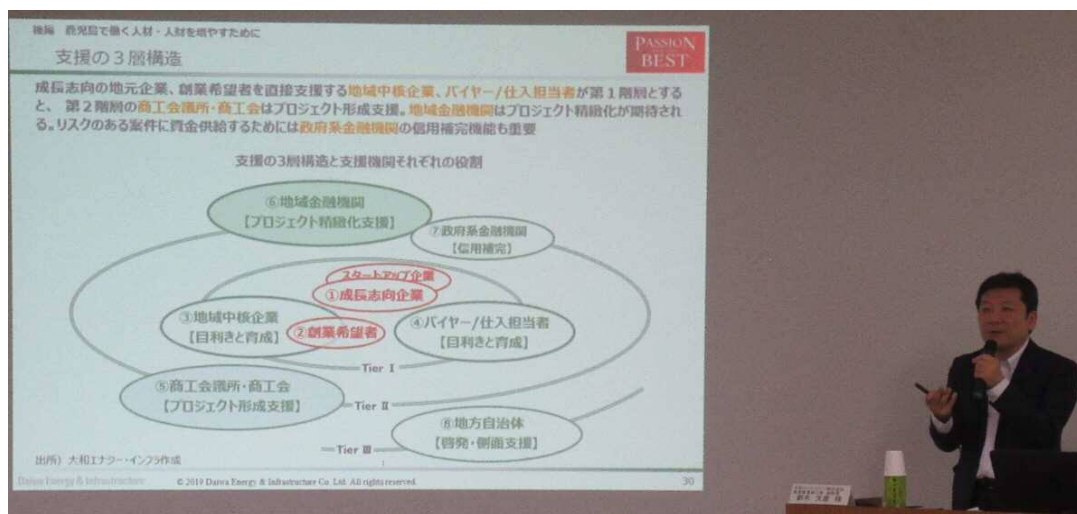 後編　鹿児島で働く人材・人財を増やすために
支援の３層構造
PASSION
BEST
成長志向の地元企業、創業希望者を直接支援する地域中核企業、バイヤー/仕入担当者が第１階層とする
と、 第２階層の商工会議所・商工会はプロジェクト形成支援。地域金融機関はプロジェクト精緻化が期待され
る。リスクのある案件に資金供給するためには政府系金融機関の信用補完機能も重要
支援の3層構造と支援機関それぞれの役割
⑥地域金融機関
【プロジェクト精緻化支援】
⑦政府系金融機関
【信用補完】
スタートアップ企業
①成長志向企業
③地域中核企業
【目利きと育成】
②創業希望者
④バイヤー/仕入担当者
【目利きと育成】
Tier Ⅰ
⑤商工会議所・商工会
【プロジェクト形成支援】
Tier Ⅱ
⑧地方自治体
【啓発・側面支援】
Tier Ⅲ
出所）大和エナジー・インフラ作成
Daiwa Energy & Infrastructure
© 2019 Daiwa Energy & Infrastructure Co. Ltd. All rights reserved.
30